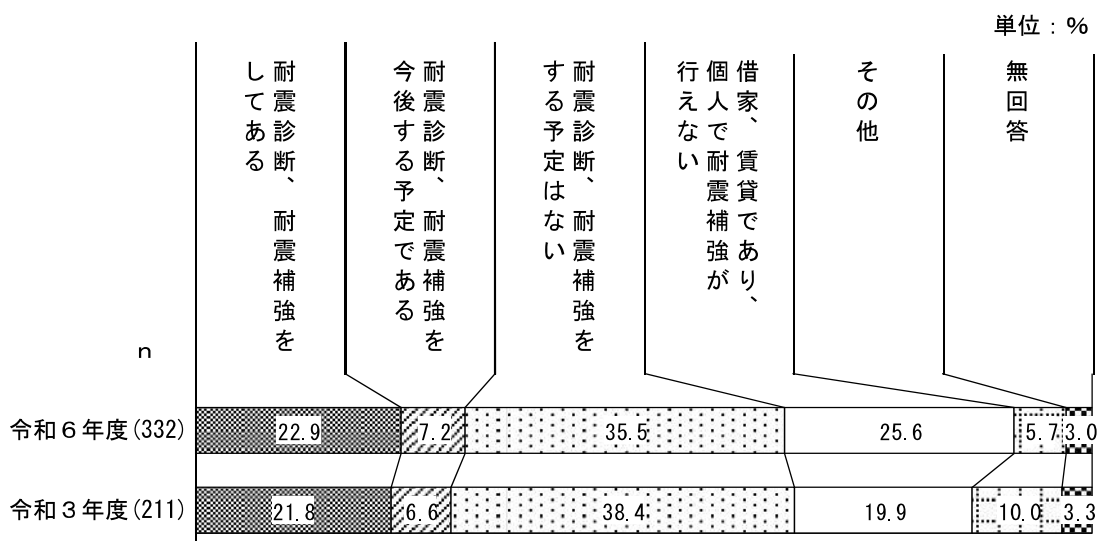 単位：％
耐震診断、耐震補強を
してある
耐震診断、耐震補強を
今後する予定である
耐震診断、耐震補強を
する予定はない
借家、賃貸であり、
個人で耐震補強が
行えない
その他
無回答
ｎ
令和６年度(332)
22.9
7.2
35.5
25.6
5.7
3.0
令和３年度(211)
21.8
6.6
38.4
19.9
10.0
3.3